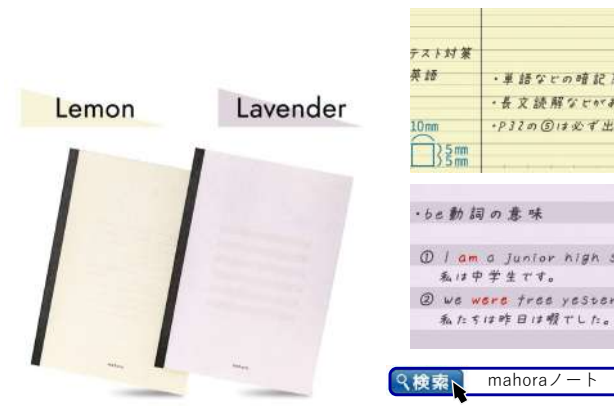 Lemon
Lavender
mahora
mahora
テスト対策
英語
・単語などの暗記
・長文読解などが
・P32の⑤は必ず出
10mm
5mm
5mm
・be動詞の意味
① I am a junior high s
私は中学生です。
② we were free yester
私たちは昨日は暇でした。
検索
mahoraノート